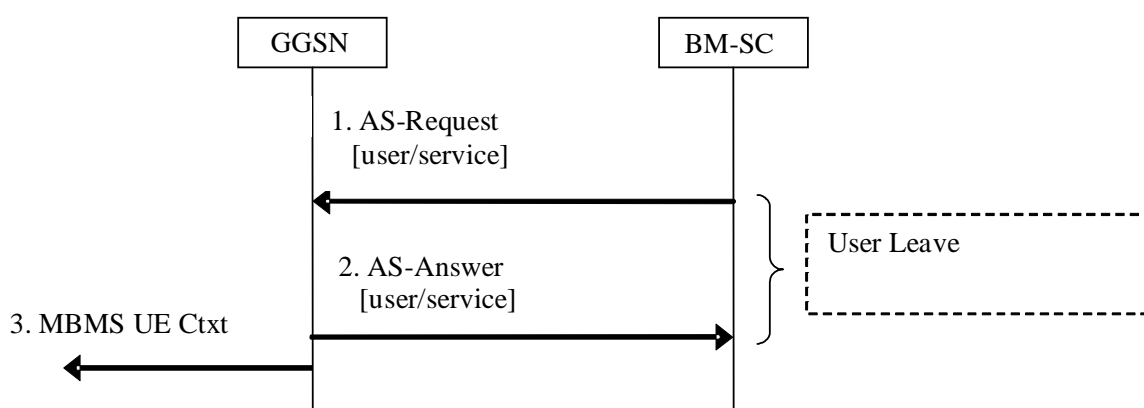 GGSN
BM-SC
1. AS-Request
[user/service]
User Leave
2. AS-Answer
[user/service]
3. MBMS UE Ctxt